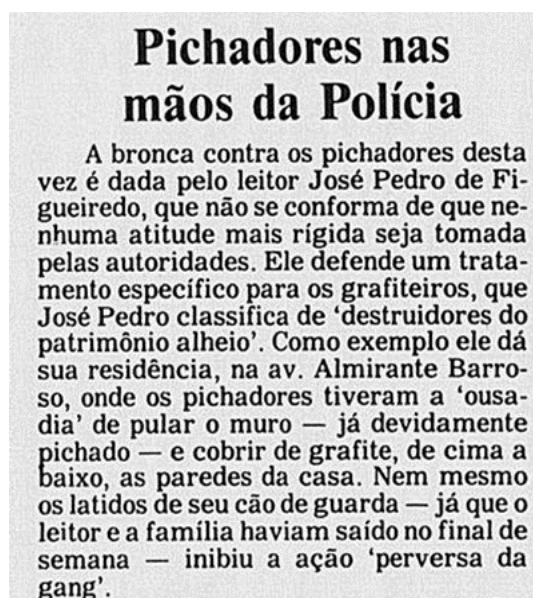 Pichadores nas
mãos da Polícia
A bronca contra os pichadores desta
vez é dada pelo leitor José Pedro de Fi-
gueiredo, que não se conforma de que ne-
nhuma atitude mais rígida seja tomada
pelas autoridades. Ele defende um trata-
mento específico para os grafiteiros, que
José Pedro classifica de 'destruidores do
patrimônio alheio'. Como exemplo ele dá
sua residência, na av. Almirante Barro-
so, onde os pichadores tiveram a 'ousa-
dia' de pular o muro — já devidamente
pichado — e cobrir de grafite, de cima a
baixo, as paredes da casa. Nem mesmo
os latidos de seu cão de guarda — já que o
leitor e a família haviam saído no final de
semana — inibiu a ação 'perversa da
gang'.